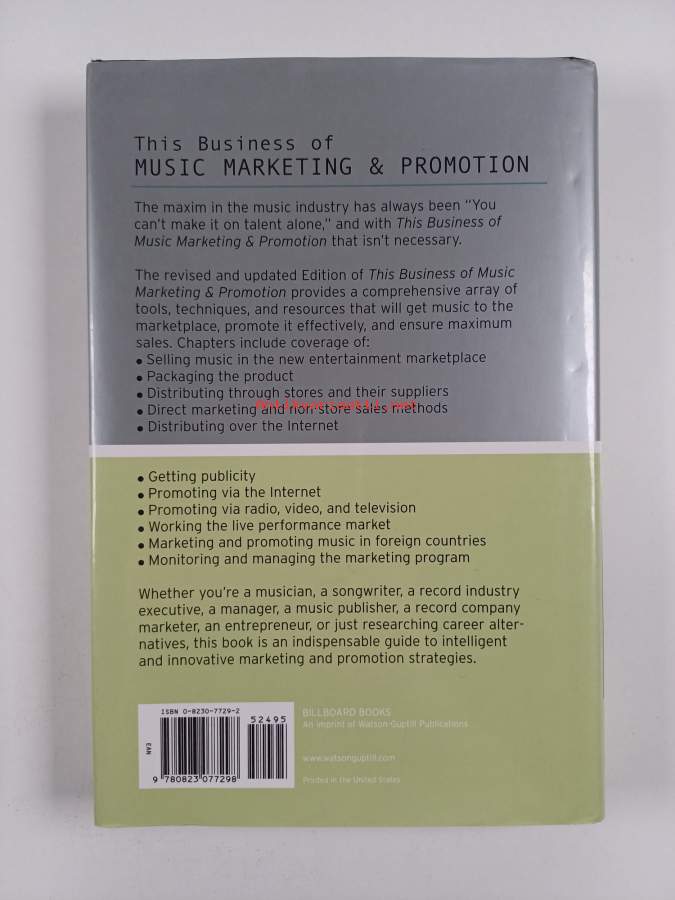 This Business of
MUSIC MARKETING & PROMOTION
The maxim in the music industry has always been "You
can't make it on talent alone," and with This Business of
Music Marketing & Promotion that isn't necessary.
The revised and updated Edition of This Business of Music
Marketing & Promotion provides a comprehensive array of
tools, techniques, and resources that will get music to the
marketplace, promote it effectively, and ensure maximum
sales. Chapters include coverage of:
• Selling music in the new entertainment marketplace
• Packaging the product
• Distributing through stores and their suppliers
• Direct marketing and non-store sales methods
• Distributing over the Internet
• Getting publicity
• Promoting via the Internet
• Promoting via radio, video, and television
• Working the live performance market
• Marketing and promoting music in foreign countries
• Monitoring and managing the marketing program
Whether you're a musician, a songwriter, a record industry
executive, a manager, a music publisher, a record company
marketer, an entrepreneur, or just researching career alter-
natives, this book is an indispensable guide to intelligent
and innovative marketing and promotion strategies.
ISBN 0-8230-7729-2
52495
EAN
9 780823 077298
BILLBOARD BOOKS
An imprint of Watson-Guptill Publications
www.watsonguptill.com
Printed in the United States